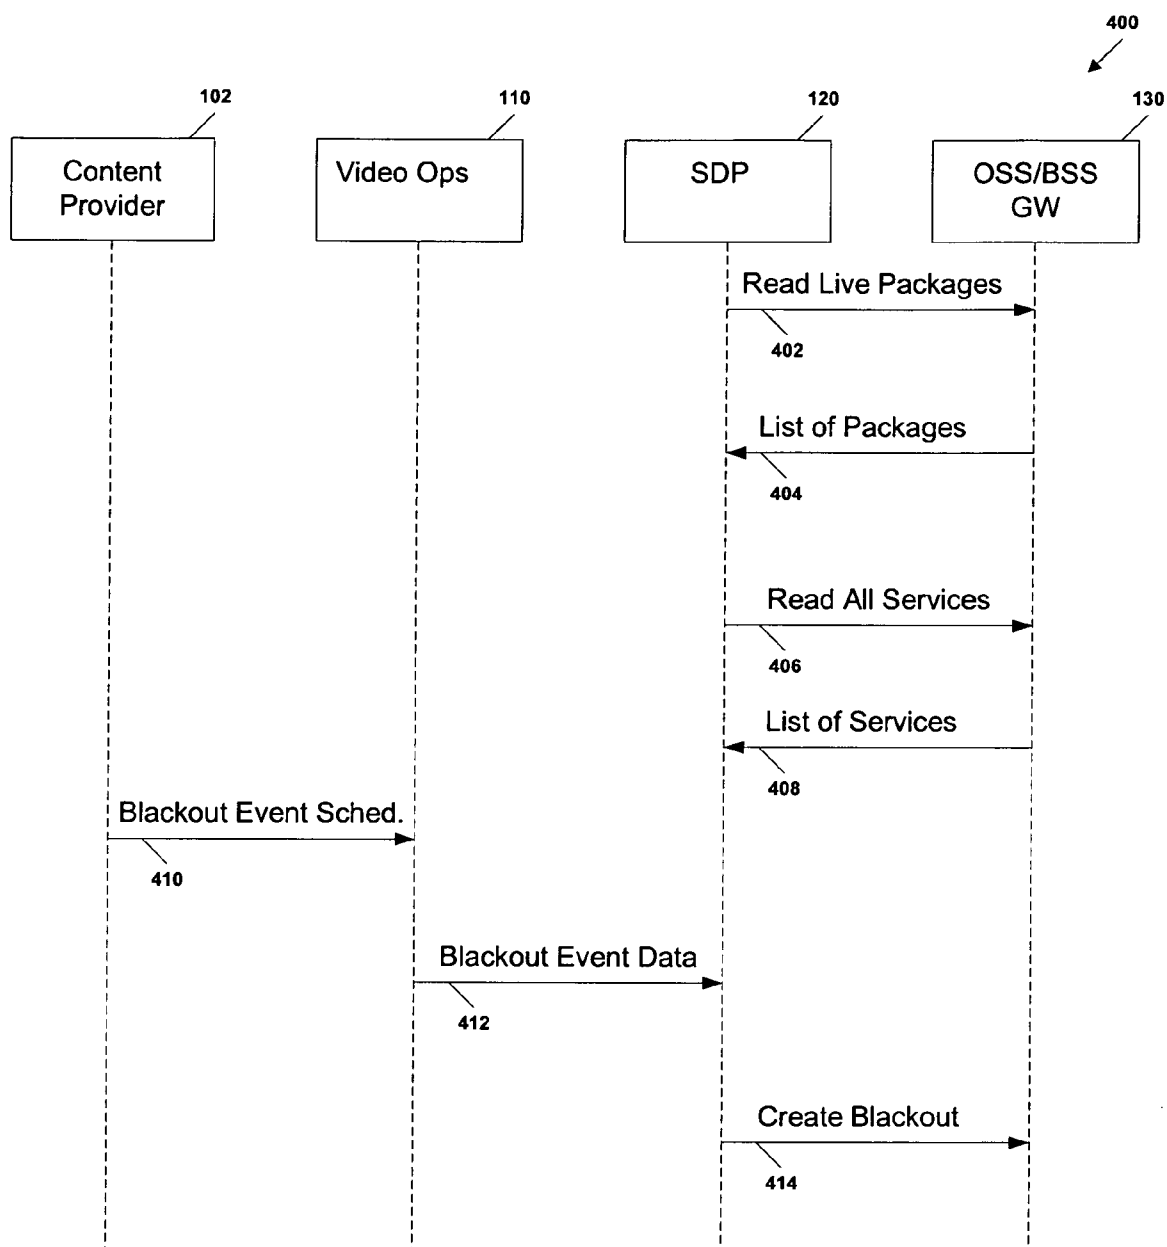 400
102
110
120
130
Content
Provider
Video Ops
SDP
OSS/BSS
GW
Read Live Packages
402
List of Packages
404
Read All Services
406
List of Services
408
Blackout Event Sched.
410
Blackout Event Data
412
Create Blackout
414